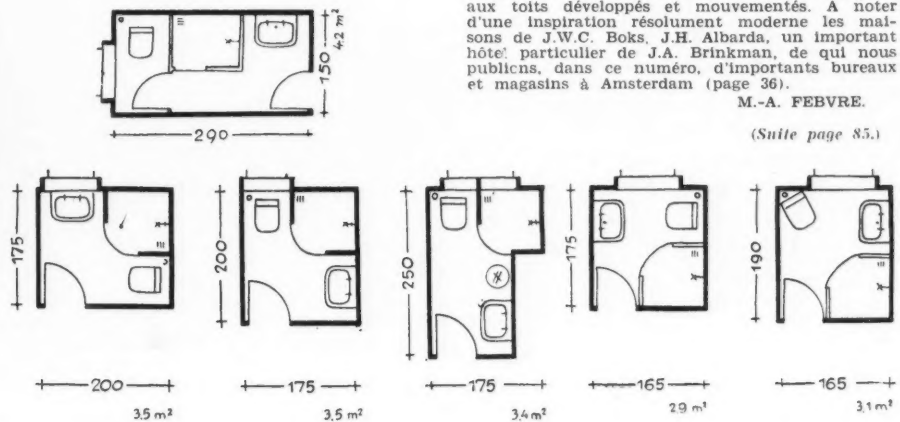 aux toits développés et mouvementés. A noter
d'une inspiration résolument moderne les mai-
sons de J.W.C. Boks, J.H. Albarda, un important
hôtel particulier de J.A. Brinkman, de qui nous
publions, dans ce numéro, d'importants bureaux
et magasins à Amsterdam (page 36).
M.-A. FEBVRE.
(Suite page 85.)
150
4.2 m²
290
175
200
3,5 m²
200
175
3,5 m²
250
175
3,4 m²
175
165
2.9 m²
190
165
3,1 m²